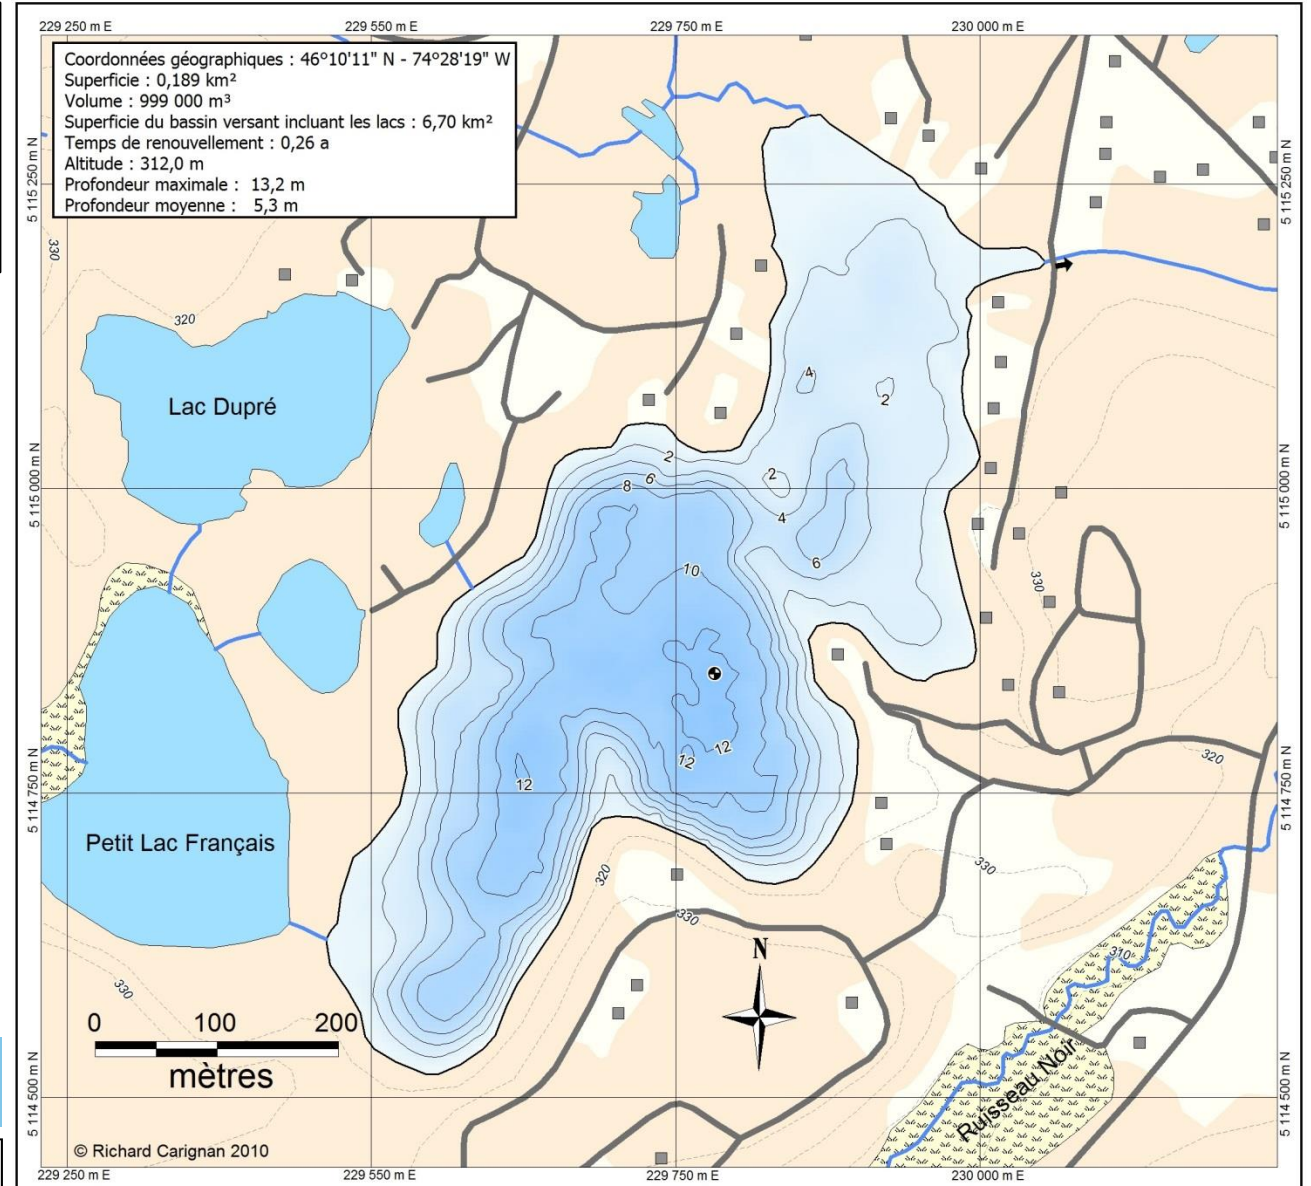 229 250 m E
229 550 m E
229 750 m E
230 000 m E
Coordonnées géographiques : 46°10'11" N - 74°28'19" W
Superficie : 0,189 km²
Volume : 999 000 m³
Superficie du bassin versant incluant les lacs : 6,70 km²
Temps de renouvellement : 0,26 a
Altitude : 312,0 m
Profondeur maximale : 13,2 m
Profondeur moyenne : 5,3 m
5 115 250 m N
5 115 250 m N
330
320
4
2
Lac Dupré
2
6
8
2
5 115 000 m N
5 115 000 m N
4
6
10
330
12
12
12
320
5 114 750 m N
5 114 750 m N
Petit Lac Français
320
330
330
310
330
N
0
100
200
mètres
Ruisseau Noir
5 114 500 m N
5 114 500 m N
© Richard Carignan 2010
229 250 m E
229 550 m E
229 750 m E
230 000 m E